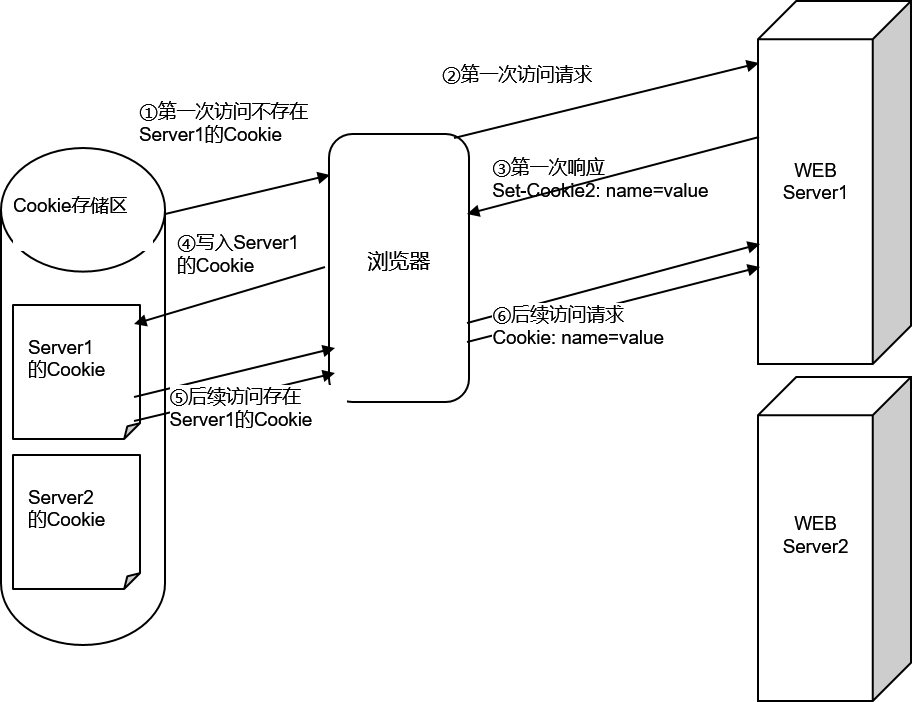 ②第一次访问请求
①第一次访问不存在
Server1的Cookie
③第一次响应
Set-Cookie2: name=value
WEB
Server1
Cookie存储区
④写入Server1
的Cookie
浏览器
⑥后续访问请求
Cookie: name=value
Server1
的Cookie
⑤后续访问存在
Server1的Cookie
Server2
的Cookie
WEB
Server2